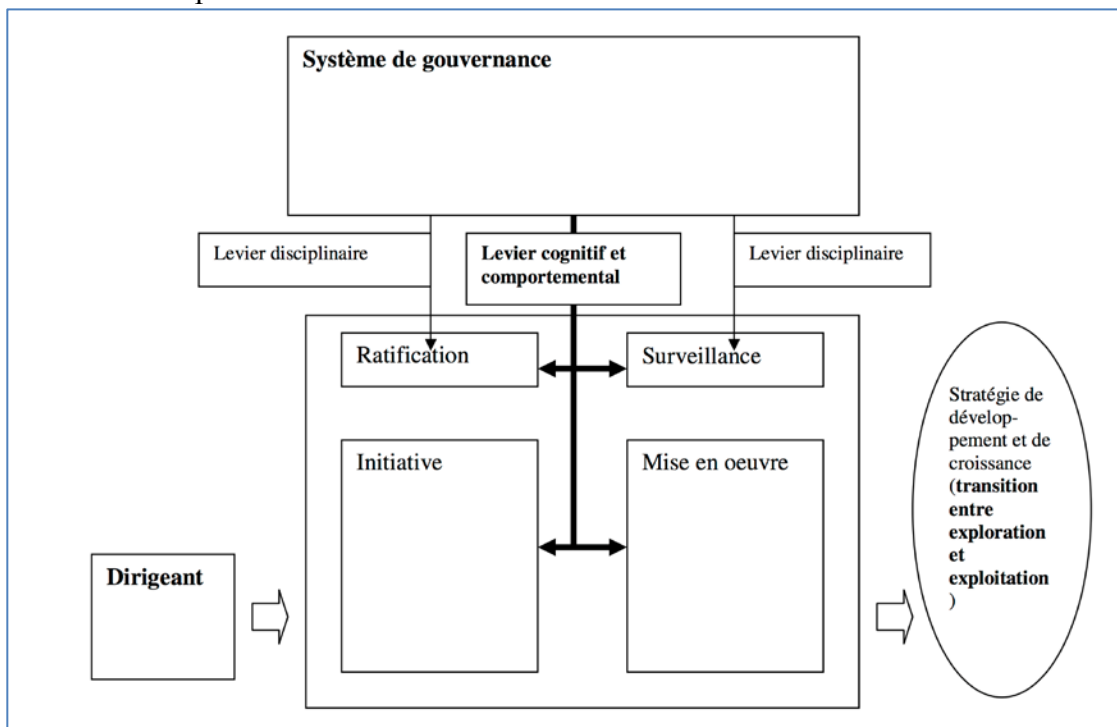 Système de gouvernance
Levier disciplinaire
Levier cognitif et
comportemental
Levier disciplinaire
Ratification
Surveillance
Initiative
Mise en oeuvre
Dirigeant
Stratégie de
dévelop-
pement et de
croissance
(transition
entre
exploration
et
exploitation
)